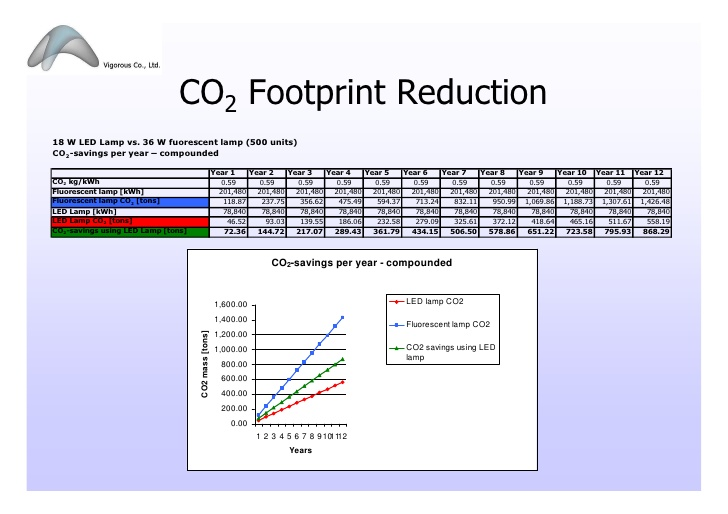 Vigorous Co., Ltd.
CO₂ Footprint Reduction
18 W LED Lamp vs. 36 W fuorescent lamp (500 units)
CO₂-savings per year – compounded
Year 1 Year 2 Year 3 Year 4 Year 5 Year 6 Year 7 Year 8 Year 9 Year 10 Year 11 Year 12
CO₂ kg/kWh 0.59 0.59 0.59 0.59 0.59 0.59 0.59 0.59 0.59 0.59 0.59 0.59
Fluorescent lamp [kWh] 201,480 201,480 201,480 201,480 201,480 201,480 201,480 201,480 201,480 201,480 201,480 201,480
Fluorescent lamp CO₂ [tons] 118.87 237.75 356.62 475.49 594.37 713.24 832.11 950.99 1,069.86 1,188.73 1,307.61 1,426.48
LED Lamp [kWh] 78,840 78,840 78,840 78,840 78,840 78,840 78,840 78,840 78,840 78,840 78,840 78,840
LED Lamp CO₂ [tons] 46.52 93.03 139.55 186.06 232.58 279.09 325.61 372.12 418.64 465.16 511.67 558.19
CO₂-savings using LED Lamp [tons] 72.36 144.72 217.07 289.43 361.79 434.15 506.50 578.86 651.22 723.58 795.93 868.29
CO₂-savings per year - compounded
1,600.00
1,400.00
1,200.00
1,000.00
800.00
600.00
400.00
200.00
0.00
CO2 mass [tons]
1 2 3 4 5 6 7 8 9 10 11 12
Years
LED lamp CO2
Fluorescent lamp CO2
CO2 savings using LED
lamp